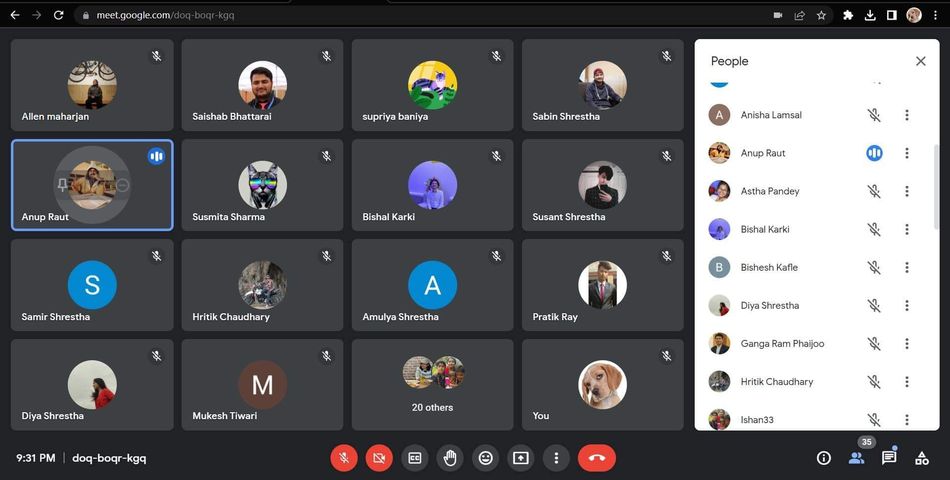 meet.google.com/doq-boqr-kgq
Allen maharjan
Saishab Bhattarai
supriya baniya
Sabin Shrestha
Anup Raut
Susmita Sharma
Bishal Karki
Susant Shrestha
S
Samir Shrestha
Hritik Chaudhary
A
Amulya Shrestha
Pratik Ray
Diya Shrestha
M
Mukesh Tiwari
20 others
You
People
A
Anisha Lamsal
Anup Raut
Astha Pandey
Bishal Karki
B
Bishesh Kafle
Diya Shrestha
Ganga Ram Phaijoo
Hritik Chaudhary
Ishan33
9:31 PM | doq-boqr-kgq
CC
35